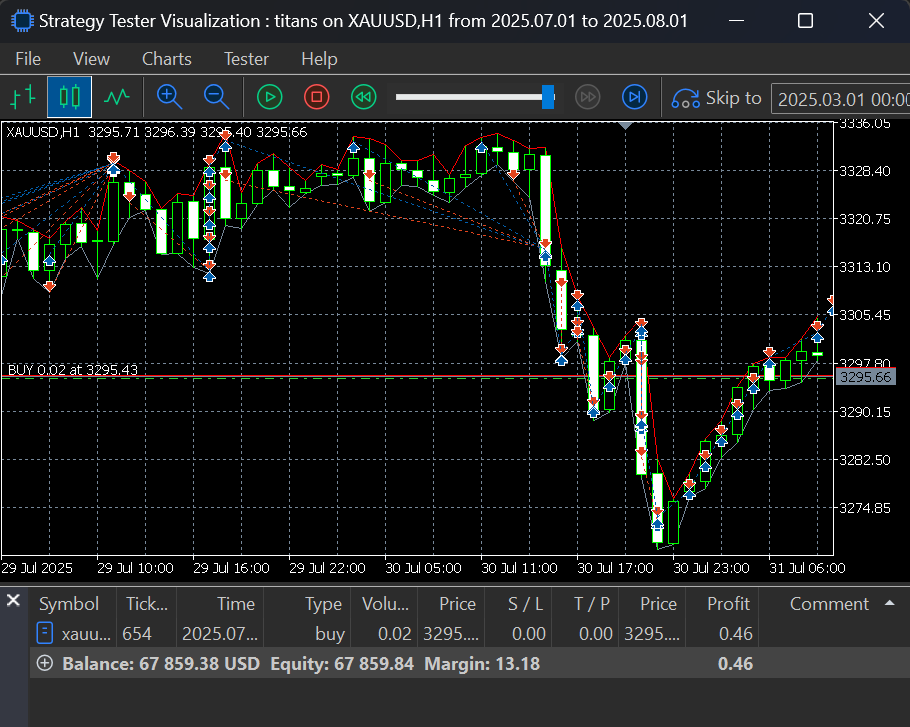 Strategy Tester Visualization : titans on XAUUSD,H1 from 2025.07.01 to 2025.08.01
File View Charts Tester Help
Skip to 2025.03.01 00:00
XAUUSD,H1 3295.71 3296.39 3295.40 3295.66
3336.05
3328.40
3320.75
3313.10
3305.45
3297.80
BUY 0.02 at 3295.43
3295.66
3290.15
3282.50
3274.85
29 Jul 2025 29 Jul 10:00 29 Jul 16:00 29 Jul 22:00 30 Jul 05:00 30 Jul 11:00 30 Jul 17:00 30 Jul 23:00 31 Jul 06:00
Symbol Tick... Time Type Volu... Price S / L T / P Price Profit Comment
xauu... 654 2025.07... buy 0.02 3295.... 0.00 0.00 3295.... 0.46
Balance: 67 859.38 USD Equity: 67 859.84 Margin: 13.18 0.46